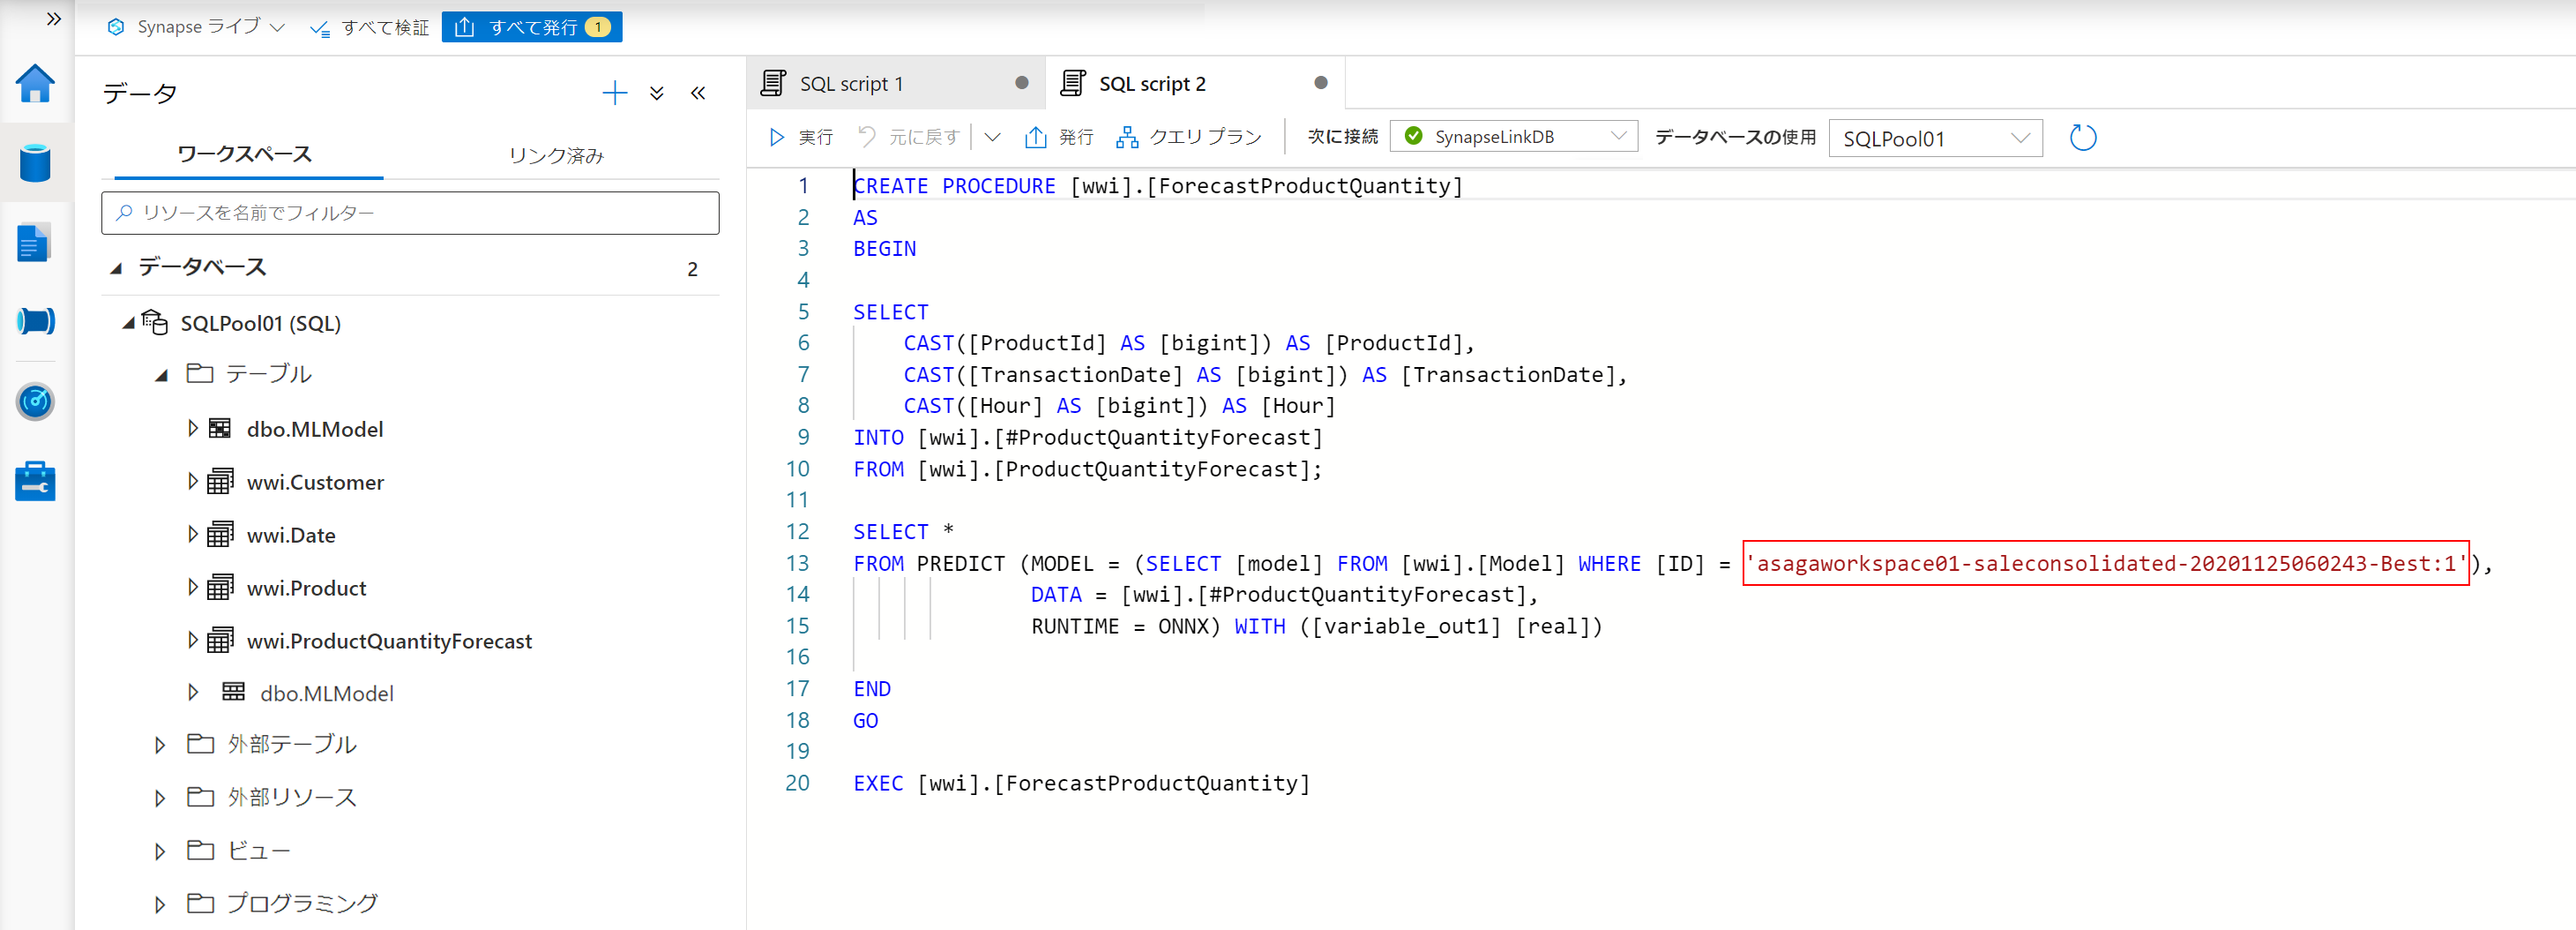 Synapse ライブ すべて検証 すべて発行 1
データ
ワークスペース リンク済み
リソースを名前でフィルター
データベース 2
SQLPool01 (SQL)
テーブル
dbo.MLModel
wwi.Customer
wwi.Date
wwi.Product
wwi.ProductQuantityForecast
dbo.MLModel
外部テーブル
外部リソース
ビュー
プログラミング
SQL script 1 SQL script 2
実行 元に戻す 発行 クエリ プラン 次に接続 SynapseLinkDB データベースの使用 SQLPool01
1 CREATE PROCEDURE [wwi].[ForecastProductQuantity]
2 AS
3 BEGIN
4
5 SELECT
6 CAST([ProductId] AS [bigint]) AS [ProductId],
7 CAST([TransactionDate] AS [bigint]) AS [TransactionDate],
8 CAST([Hour] AS [bigint]) AS [Hour]
9 INTO [wwi].[#ProductQuantityForecast]
10 FROM [wwi].[ProductQuantityForecast];
11
12 SELECT *
13 FROM PREDICT (MODEL = (SELECT [model] FROM [wwi].[Model] WHERE [ID] = 'asagaworkspace01-saleconsolidated-20201125060243-Best:1'),
14 DATA = [wwi].[#ProductQuantityForecast],
15 RUNTIME = ONNX) WITH ([variable_out1] [real])
16
17 END
18 GO
19
20 EXEC [wwi].[ForecastProductQuantity]